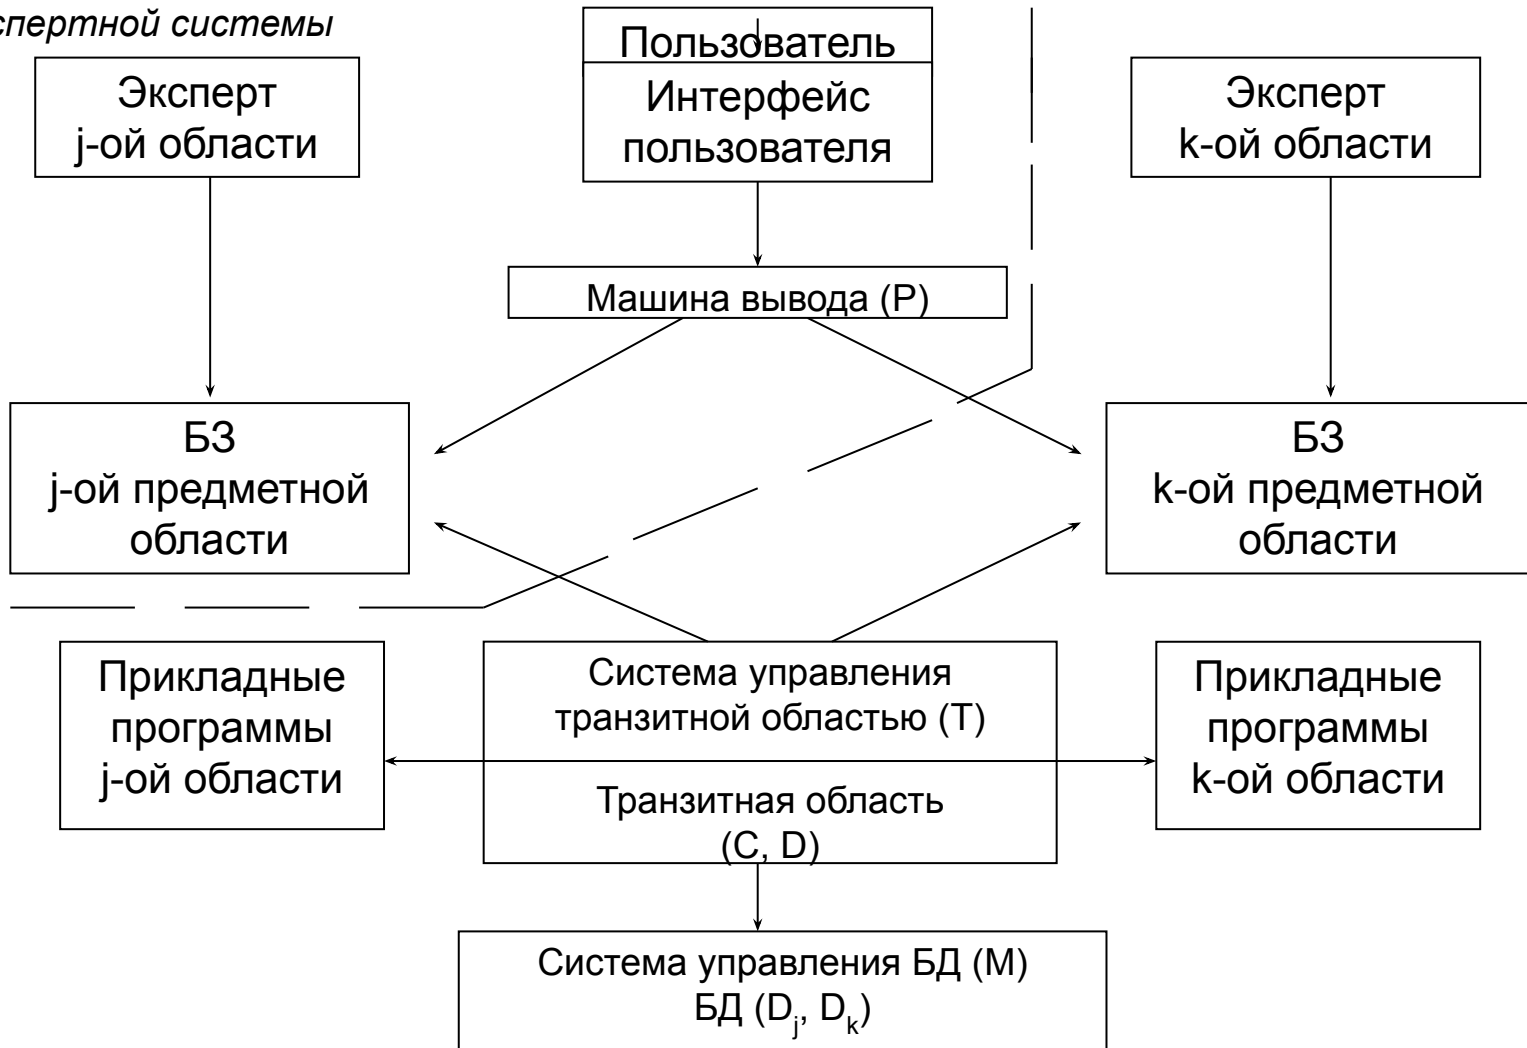 спертной системы
Пользователь
Интерфейс
пользователя
Эксперт
j-ой области
Эксперт
k-ой области
Машина вывода (P)
БЗ
j-ой предметной
области
БЗ
k-ой предметной
области
Прикладные
программы
j-ой области
Система управления
транзитной областью (T)
Транзитная область
(C, D)
Прикладные
программы
k-ой области
Система управления БД (M)
БД (Dj, Dk)